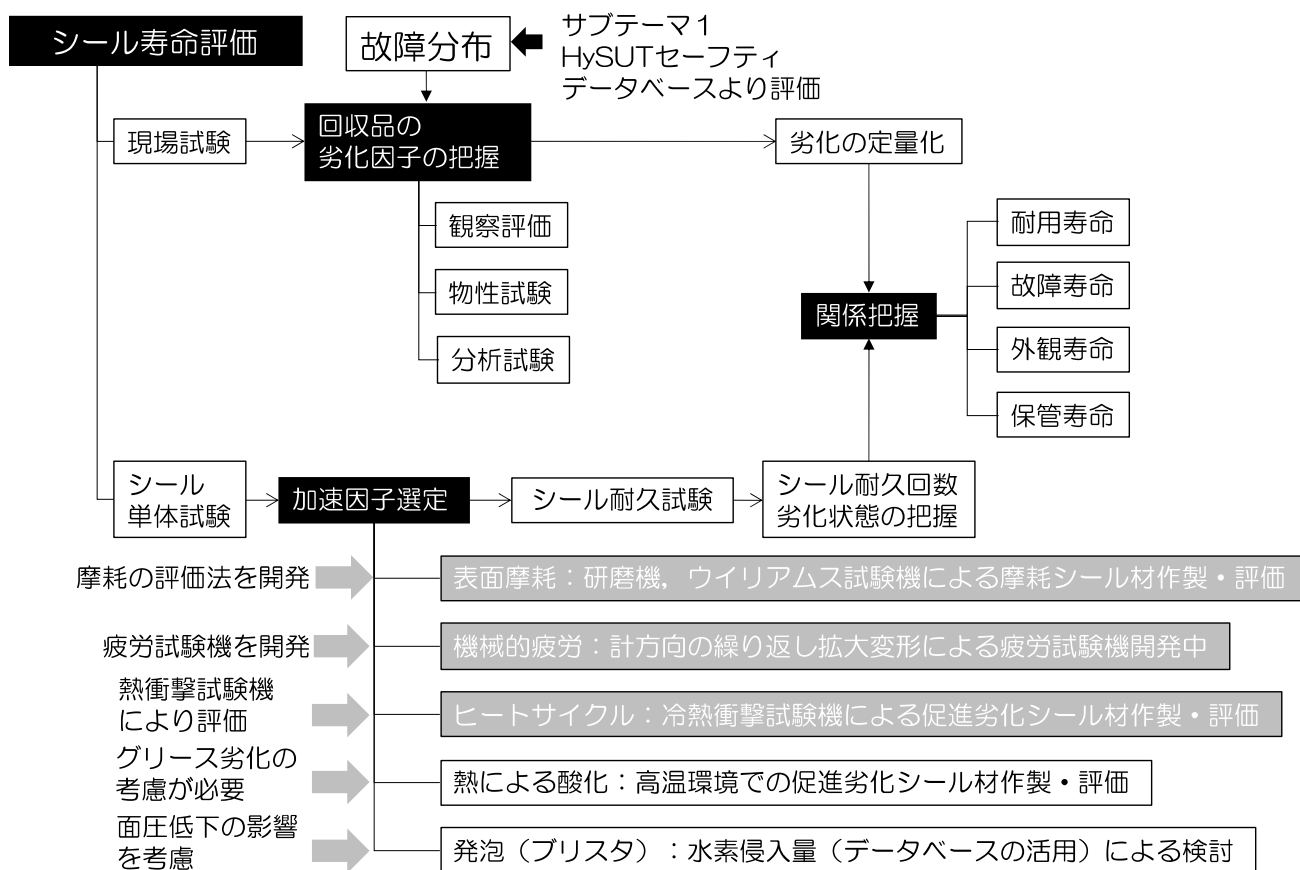 シール寿命評価
故障分布
サブテーマ1
HySUTセーフティ
データベースより評価
現場試験
回収品の
劣化因子の把握
劣化の定量化
観察評価
物性試験
分析試験
関係把握
耐用寿命
故障寿命
外観寿命
保管寿命
シール
単体試験
加速因子選定
シール耐久試験
シール耐久回数
劣化状態の把握
摩耗の評価法を開発
表面摩耗：研磨機，ウイリアムス試験機による摩耗シール材作製・評価
疲労試験機を開発
機械的疲労：計方向の繰り返し拡大変形による疲労試験機開発中
熱衝撃試験機
により評価
ヒートサイクル：冷熱衝撃試験機による促進劣化シール材作製・評価
グリース劣化の
考慮が必要
熱による酸化：高温環境での促進劣化シール材作製・評価
面圧低下の影響
を考慮
発泡（ブリスタ）：水素侵入量（データベースの活用）による検討